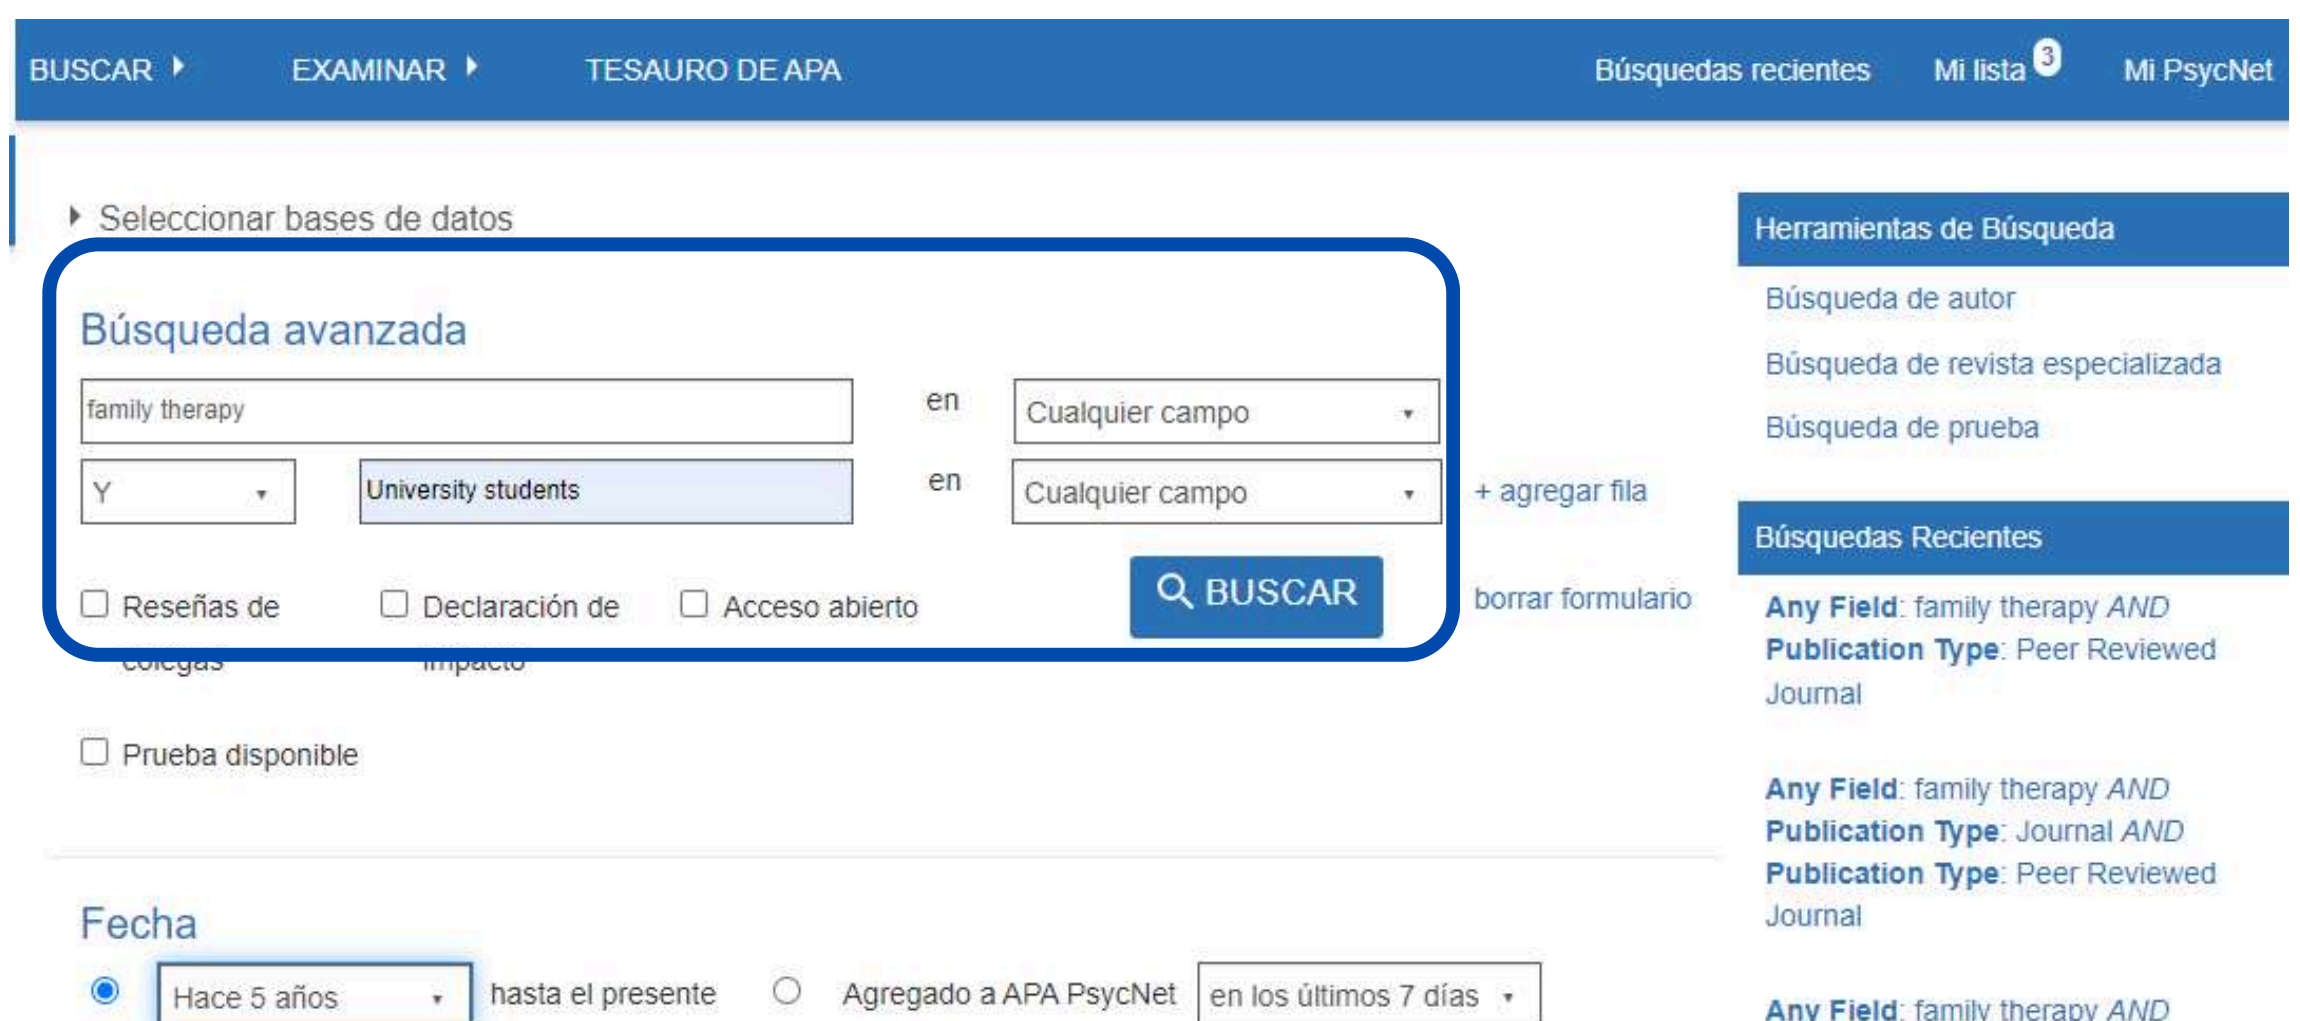 BUSCAR EXAMINAR TESAURO DE APA Búsquedas recientes Mi lista 3 Mi PsycNet
Seleccionar bases de datos
Búsqueda avanzada
family therapy en Cualquier campo
Y University students en Cualquier campo + agregar fila
Reseñas de colegas
Declaración de impacto
Acceso abierto
BUSCAR
borrar formulario
Prueba disponible
Fecha
Hace 5 años hasta el presente Agregado a APA PsycNet en los últimos 7 días
Herramientas de Búsqueda
Búsqueda de autor
Búsqueda de revista especializada
Búsqueda de prueba
Búsquedas Recientes
Any Field: family therapy AND
Publication Type: Peer Reviewed
Journal
Any Field: family therapy AND
Publication Type: Journal AND
Publication Type: Peer Reviewed
Journal
Any Field: family therapy AND